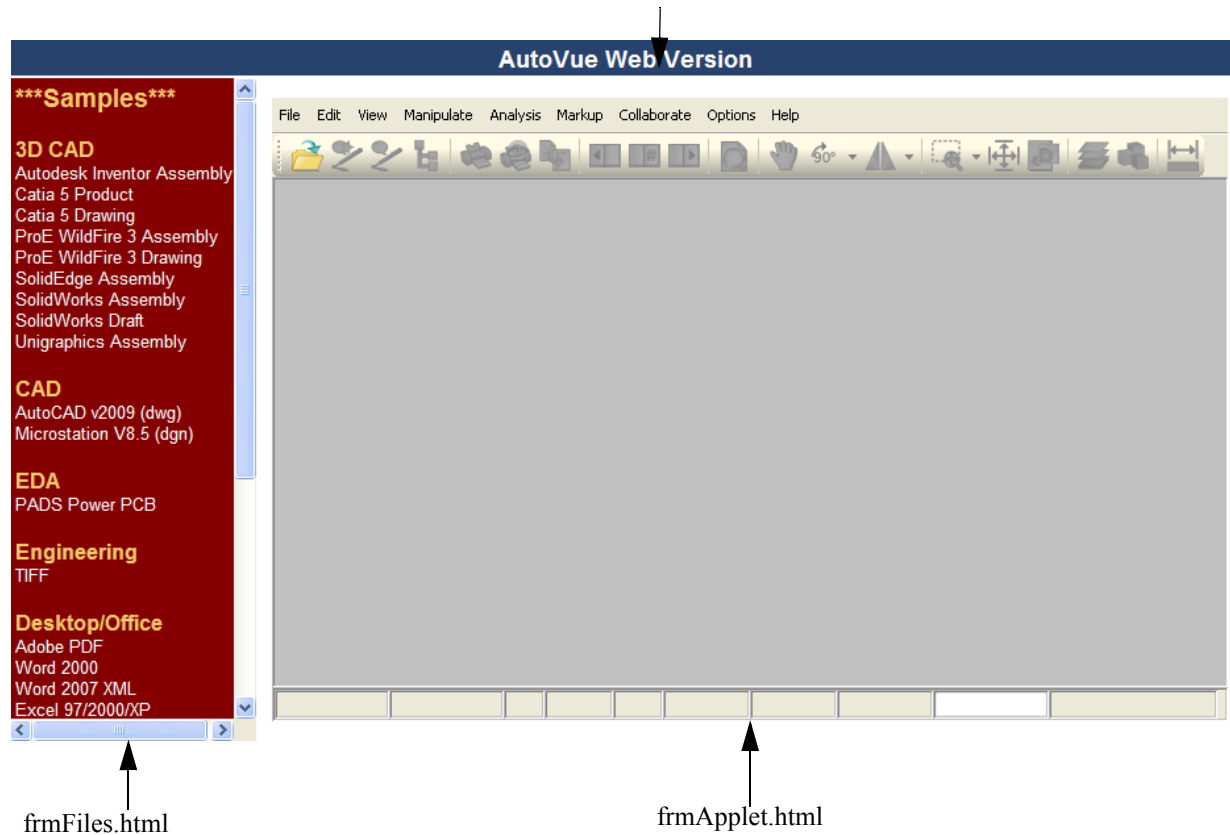 AutoVue Web Version
***Samples***
3D CAD
Autodesk Inventor Assembly
Catia 5 Product
Catia 5 Drawing
ProE WildFire 3 Assembly
ProE WildFire 3 Drawing
SolidEdge Assembly
SolidWorks Assembly
SolidWorks Draft
Unigraphics Assembly
CAD
AutoCAD v2009 (dwg)
Microstation V8.5 (dgn)
EDA
PADS Power PCB
Engineering
TIFF
Desktop/Office
Adobe PDF
Word 2000
Word 2007 XML
Excel 97/2000/XP
File Edit View Manipulate Analysis Markup Collaborate Options Help
#
90°
frmFiles.html
frmApplet.html